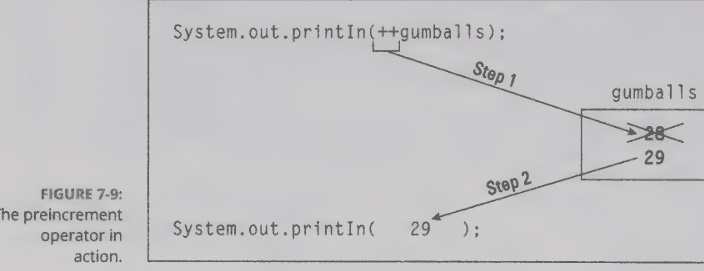 System.out.printIn(++gumballs);
Step 1
gumballs
28
29
Step 2
System.out.printIn( 29 );
FIGURE 7-9:
The preincrement
operator in
action.